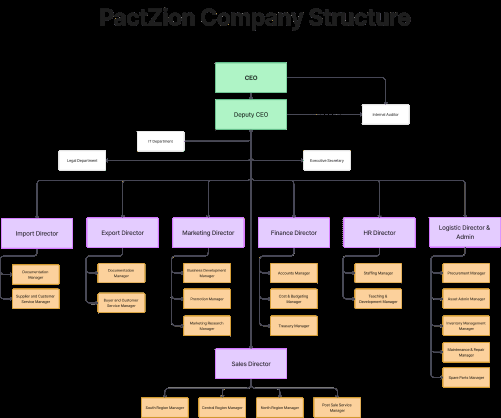 PactZion Company Structure
CEO
Deputy CEO
Internal Auditor
IT Department
Legal Department
Executive Secretary
Import Director
Export Director
Marketing Director
Finance Director
HR Director
Logistic Director &
Admin
Documentation
Manager
Supplier and Customer
Service Manager
Documentation
Manager
Buyer and Customer
Service Manager
Business Development
Manager
Promotion Manager
Marketing Research
Manager
Accounts Manager
Cost & Budgeting
Manager
Treasury Manager
Staffing Manager
Teaching &
Development Manager
Procurement Manager
Asset Admin Manager
Inventory Management
Manager
Maintenance & Repair
Manager
Spare Parts Manager
Sales Director
South Region Manager
Central Region Manager
North Region Manager
Post Sale Service
Manager